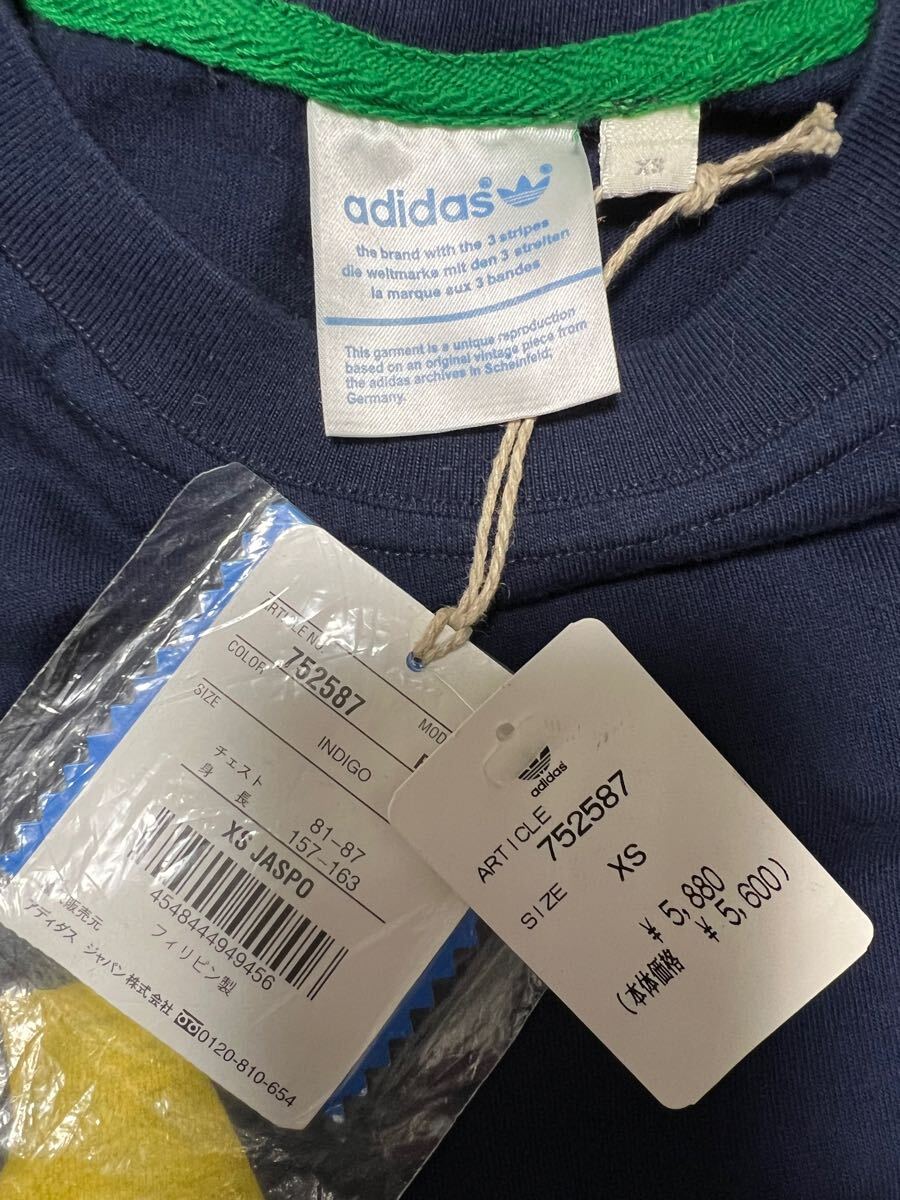 adidas
XS
the brand with the 3 stripes
die weltmarke mit den 3 streifen
la marque aux 3 bandes
This garment is a unique reproduction
based on an original vintage piece from
the adidas archives in Scheinfeld;
Germany.
ARTICLE NO
752587
MOD
COLOR
INDIGO
SIZE
チェスト 81-87
身長 157-163
XS JASPO
4548444949456
フィリピン製
販売元
アディダス ジャパン株式会社 0120-810-654
adidas
ARTICLE
752587
SIZE XS
¥ 5,880
(本体価格 ¥ 5,600)